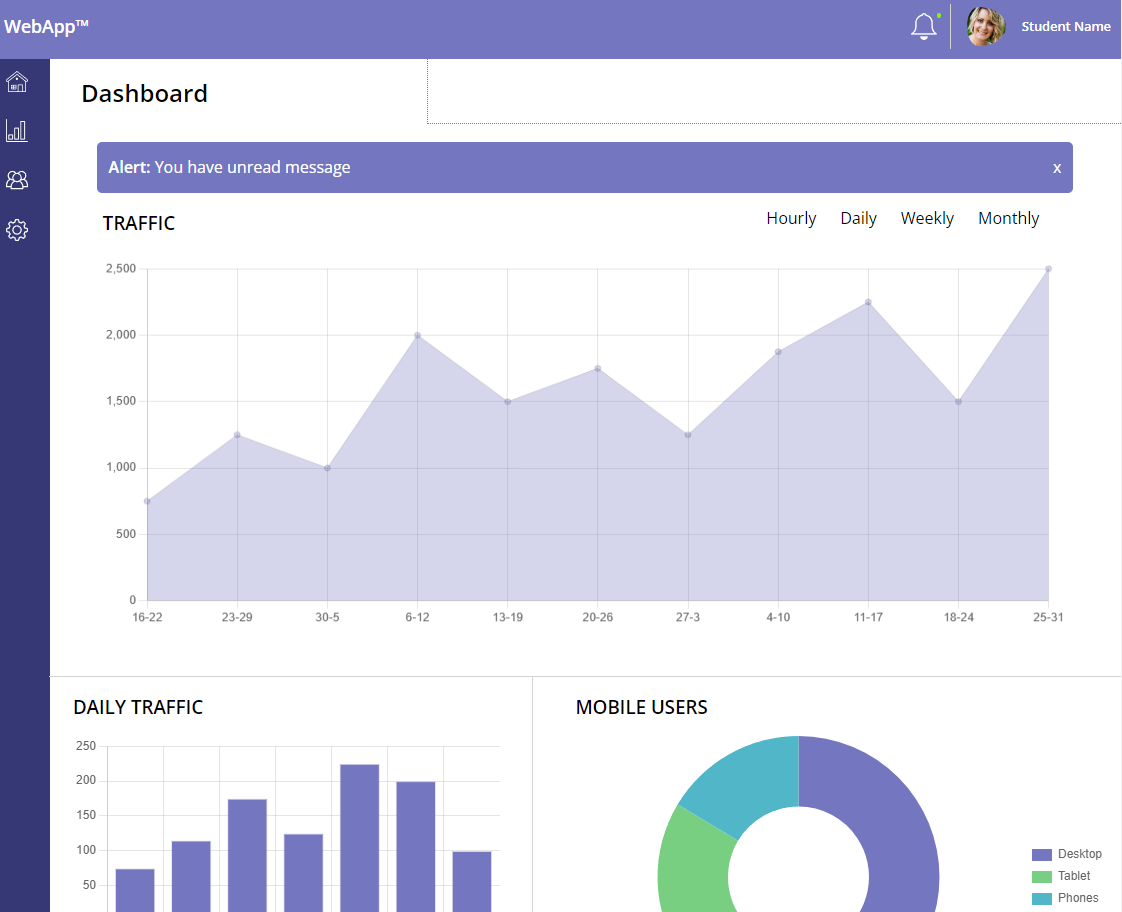 WebApp™
Student Name
Dashboard
Alert: You have unread message
x
TRAFFIC
Hourly Daily Weekly Monthly
2,500
2,000
1,500
1,000
500
0
16-22 23-29 30-5 6-12 13-19 20-26 27-3 4-10 11-17 18-24 25-31
DAILY TRAFFIC
250
200
150
100
50
MOBILE USERS
Desktop
Tablet
Phones